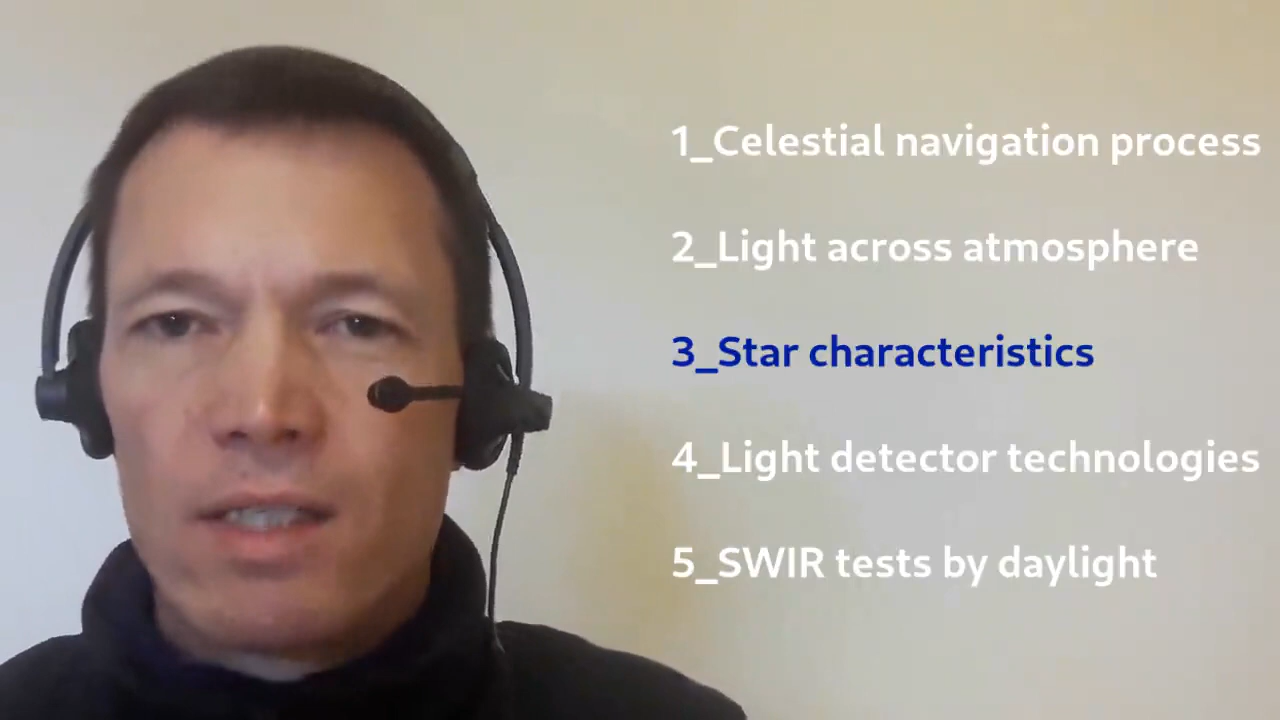 1_Celestial navigation process
2_Light across atmosphere
3_Star characteristics
4_Light detector technologies
5_SWIR tests by daylight